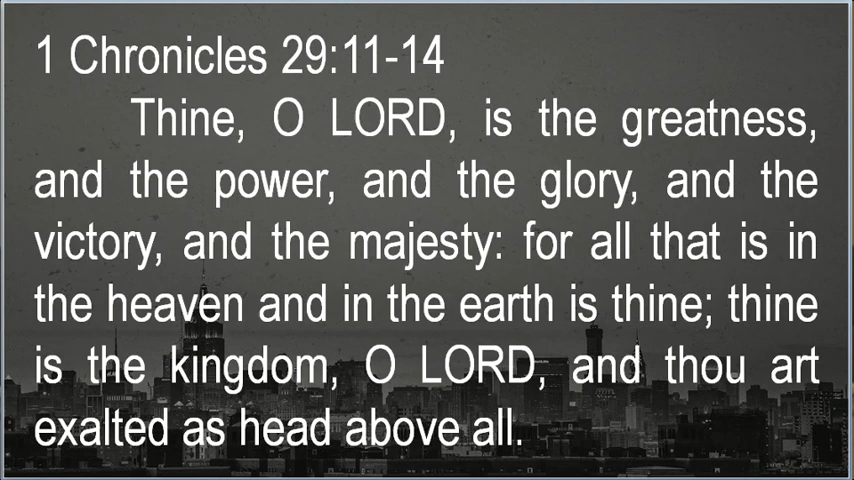 1 Chronicles 29:11-14
Thine, O LORD, is the greatness,
and the power, and the glory, and the
victory, and the majesty: for all that is in
the heaven and in the earth is thine; thine
is the kingdom, O LORD, and thou art
exalted as head above all.